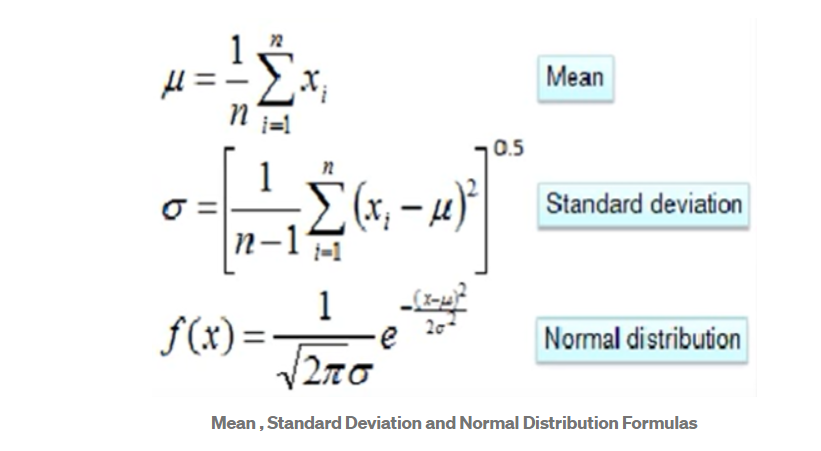 μ = 1/n ∑_{i=1}^{n} x_i Mean
σ = [1/(n−1) ∑_{i=1}^{n} (x_i − μ)²]^0.5 Standard deviation
f(x) = 1/(√2π σ) e^{−(x−μ)²/2σ²} Normal distribution
Mean , Standard Deviation and Normal Distribution Formulas